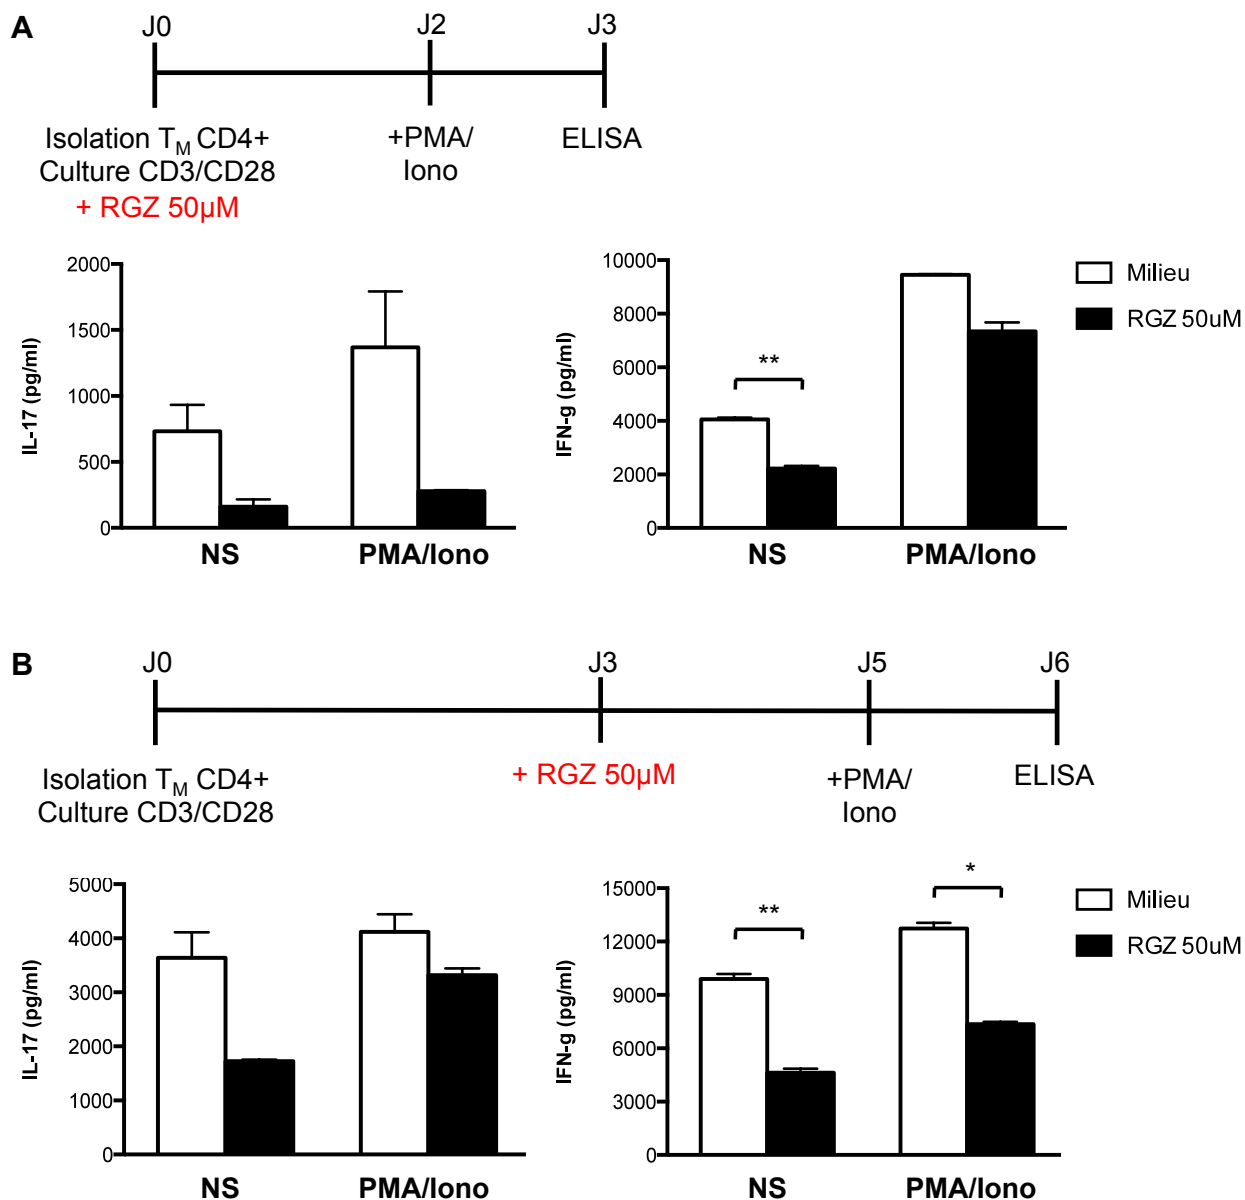 A
J0 J2 J3
Isolation TM CD4+
Culture CD3/CD28
+ RGZ 50µM
+PMA/
Iono
ELISA
IL-17 (pg/ml)
2000
1500
1000
500
0
NS PMA/Iono
IFN-g (pg/ml)
10000
8000
6000
4000
2000
0
**
NS PMA/Iono
Milieu
RGZ 50uM
B
J0 J3 J5 J6
Isolation TM CD4+
Culture CD3/CD28
+ RGZ 50µM
+PMA/
Iono
ELISA
IL-17 (pg/ml)
5000
4000
3000
2000
1000
0
NS PMA/Iono
IFN-g (pg/ml)
15000
12000
9000
6000
3000
0
**
*
NS PMA/Iono
Milieu
RGZ 50uM